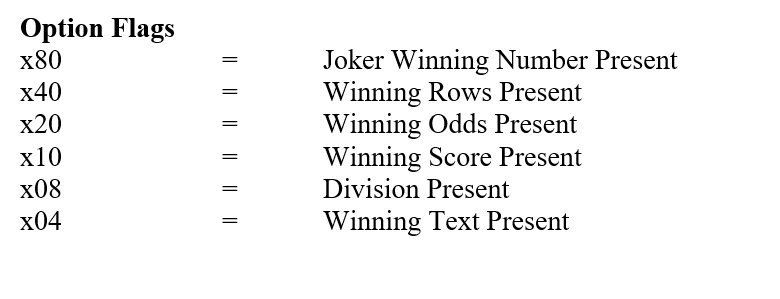 Option Flags
x80 = Joker Winning Number Present
x40 = Winning Rows Present
x20 = Winning Odds Present
x10 = Winning Score Present
x08 = Division Present
x04 = Winning Text Present